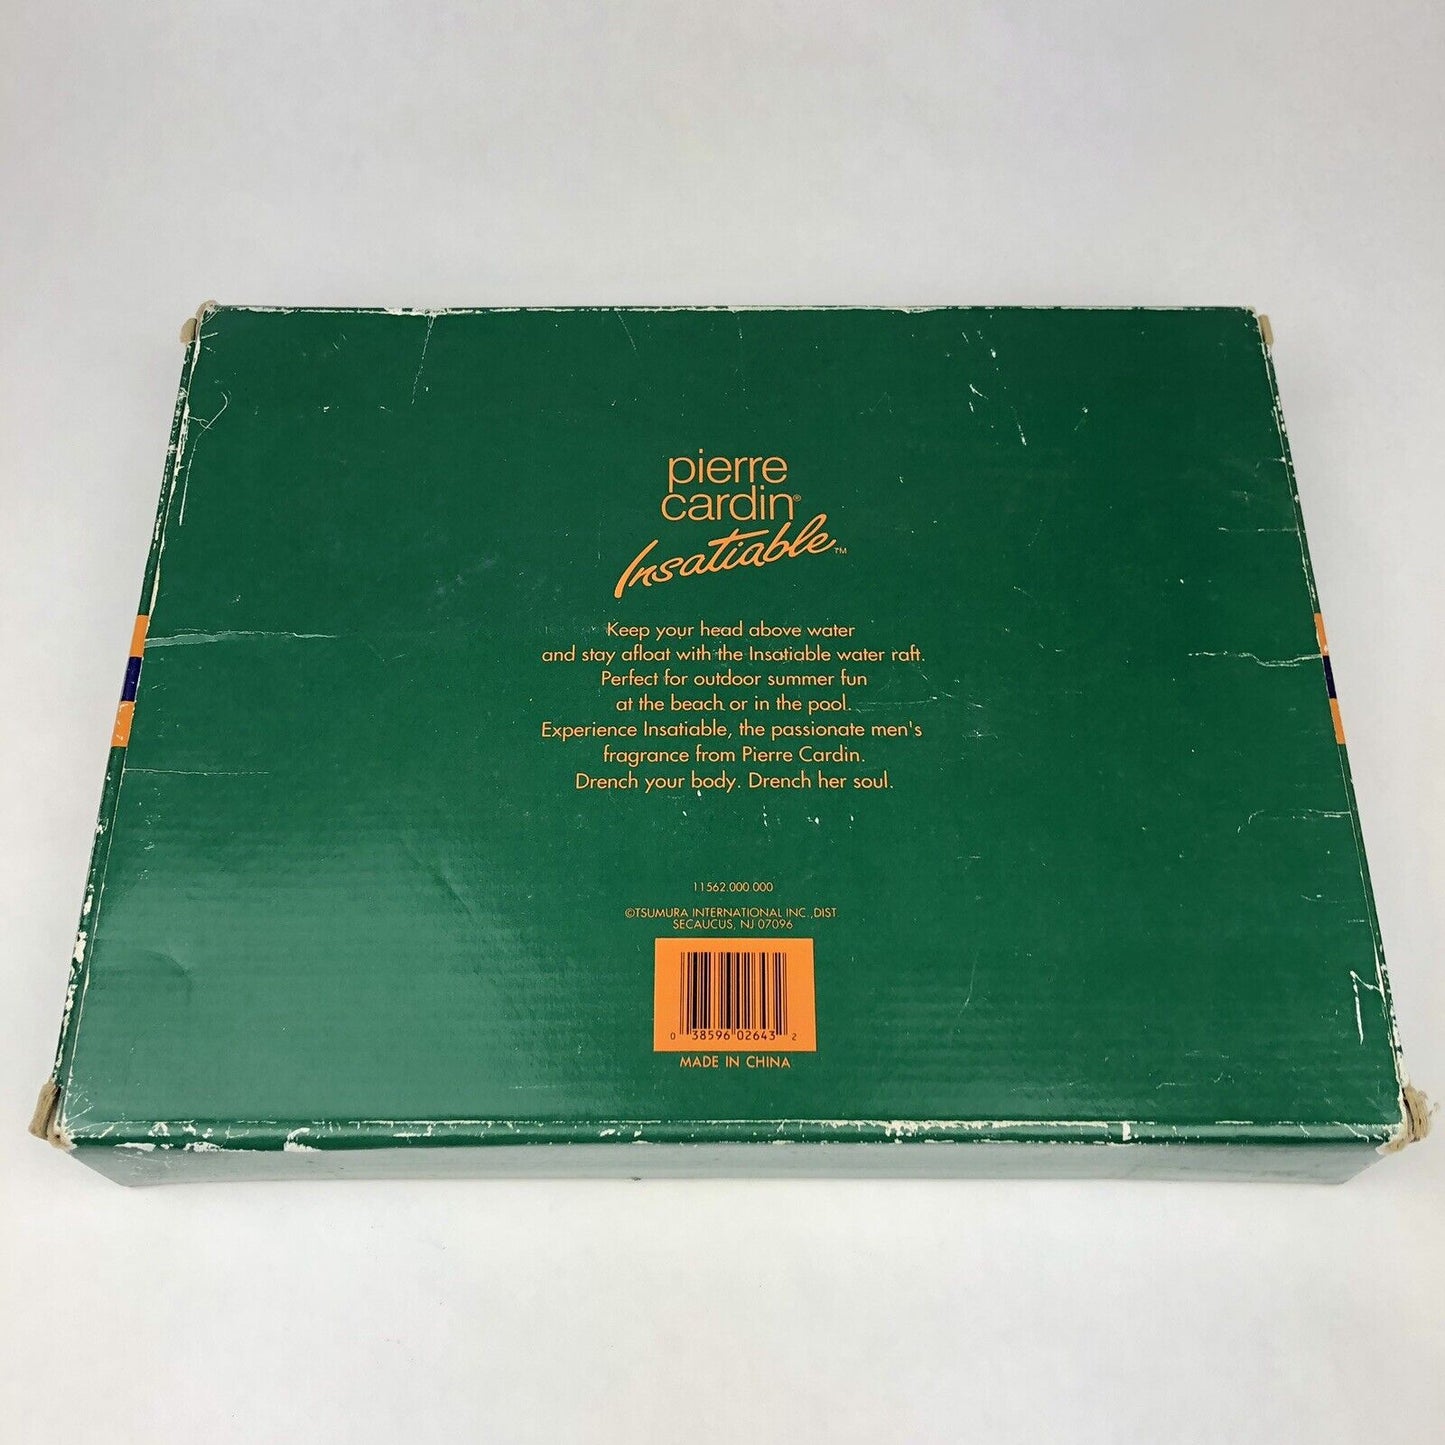 pierre
cardin®
Insatiable™
Keep your head above water
and stay afloat with the Insatiable water raft.
Perfect for outdoor summer fun
at the beach or in the pool.
Experience Insatiable, the passionate men's
fragrance from Pierre Cardin.
Drench your body. Drench her soul.
11562.000.000
©TSUMURA INTERNATIONAL INC., DIST.
SECAUCUS, NJ 07096
0 38596 02643 2
MADE IN CHINA